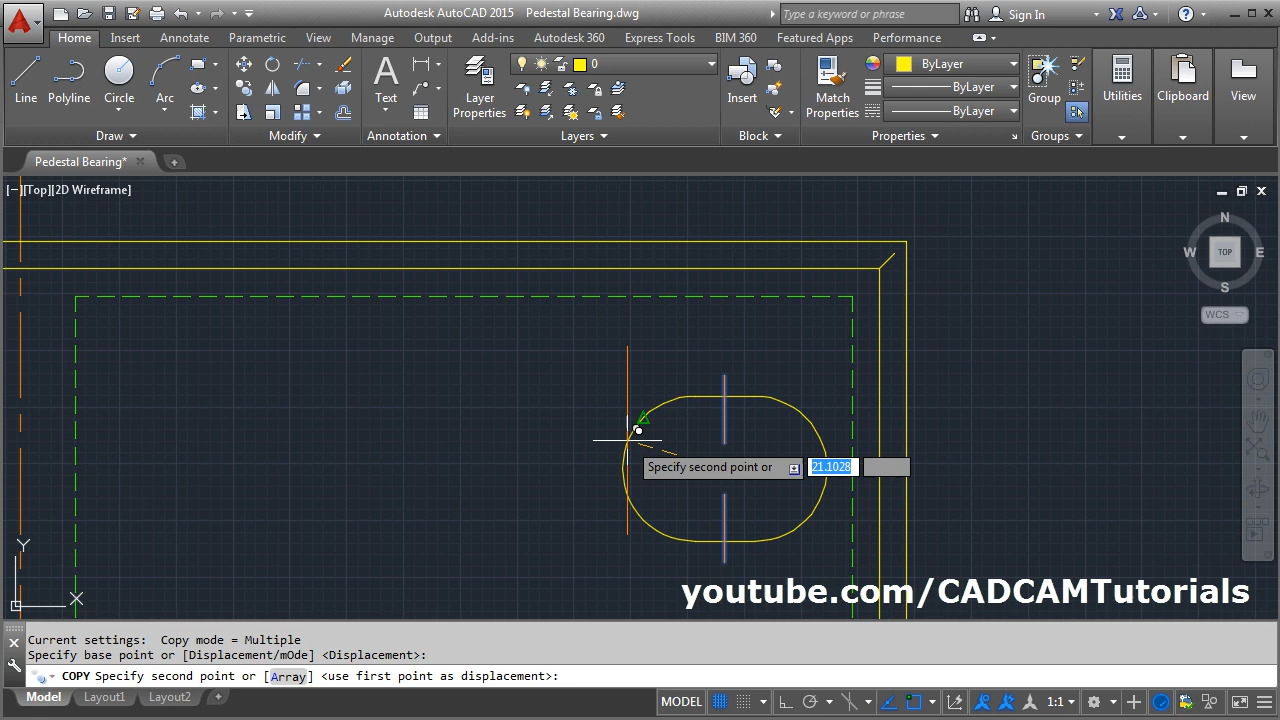 Autodesk AutoCAD 2015 Pedestal Bearing.dwg
Type a keyword or phrase
Sign In
Home Insert Annotate Parametric View Manage Output Add-ins Autodesk 360 Express Tools BIM 360 Featured Apps Performance
Line Polyline Circle Arc
Text
Layer Properties
0
Insert
Match Properties
ByLayer
ByLayer
ByLayer
Group
Utilities
Clipboard
View
Draw Modify Annotation Layers Block Properties Groups
Pedestal Bearing*
[−][Top][2D Wireframe]
N
W TOP E
S
WCS
Specify second point or 21.1028
Y
X
youtube.com/CADCAMTutorials
Current settings: Copy mode = Multiple
Specify base point or [Displacement/mOde] <Displacement>:
COPY Specify second point or [Array] <use first point as displacement>:
Model Layout1 Layout2
MODEL
1:1